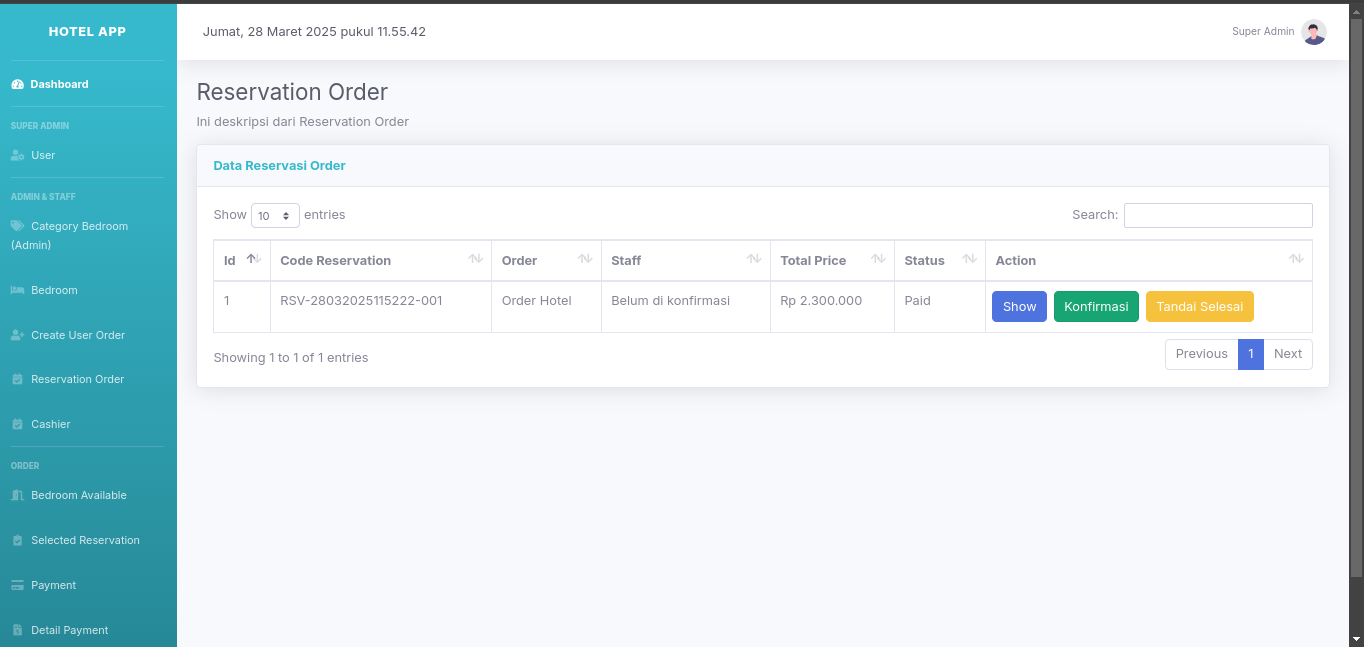 HOTEL APP
Dashboard
SUPER ADMIN
User
ADMIN & STAFF
Category Bedroom
(Admin)
Bedroom
Create User Order
Reservation Order
Cashier
ORDER
Bedroom Available
Selected Reservation
Payment
Detail Payment
Jumat, 28 Maret 2025 pukul 11.55.42
Super Admin
Reservation Order
Ini deskripsi dari Reservation Order
Data Reservasi Order
Show 10 entries
Search:
Id Code Reservation Order Staff Total Price Status Action
1 RSV-28032025115222-001 Order Hotel Belum di konfirmasi Rp 2.300.000 Paid Show Konfirmasi Tandai Selesai
Showing 1 to 1 of 1 entries
Previous 1 Next